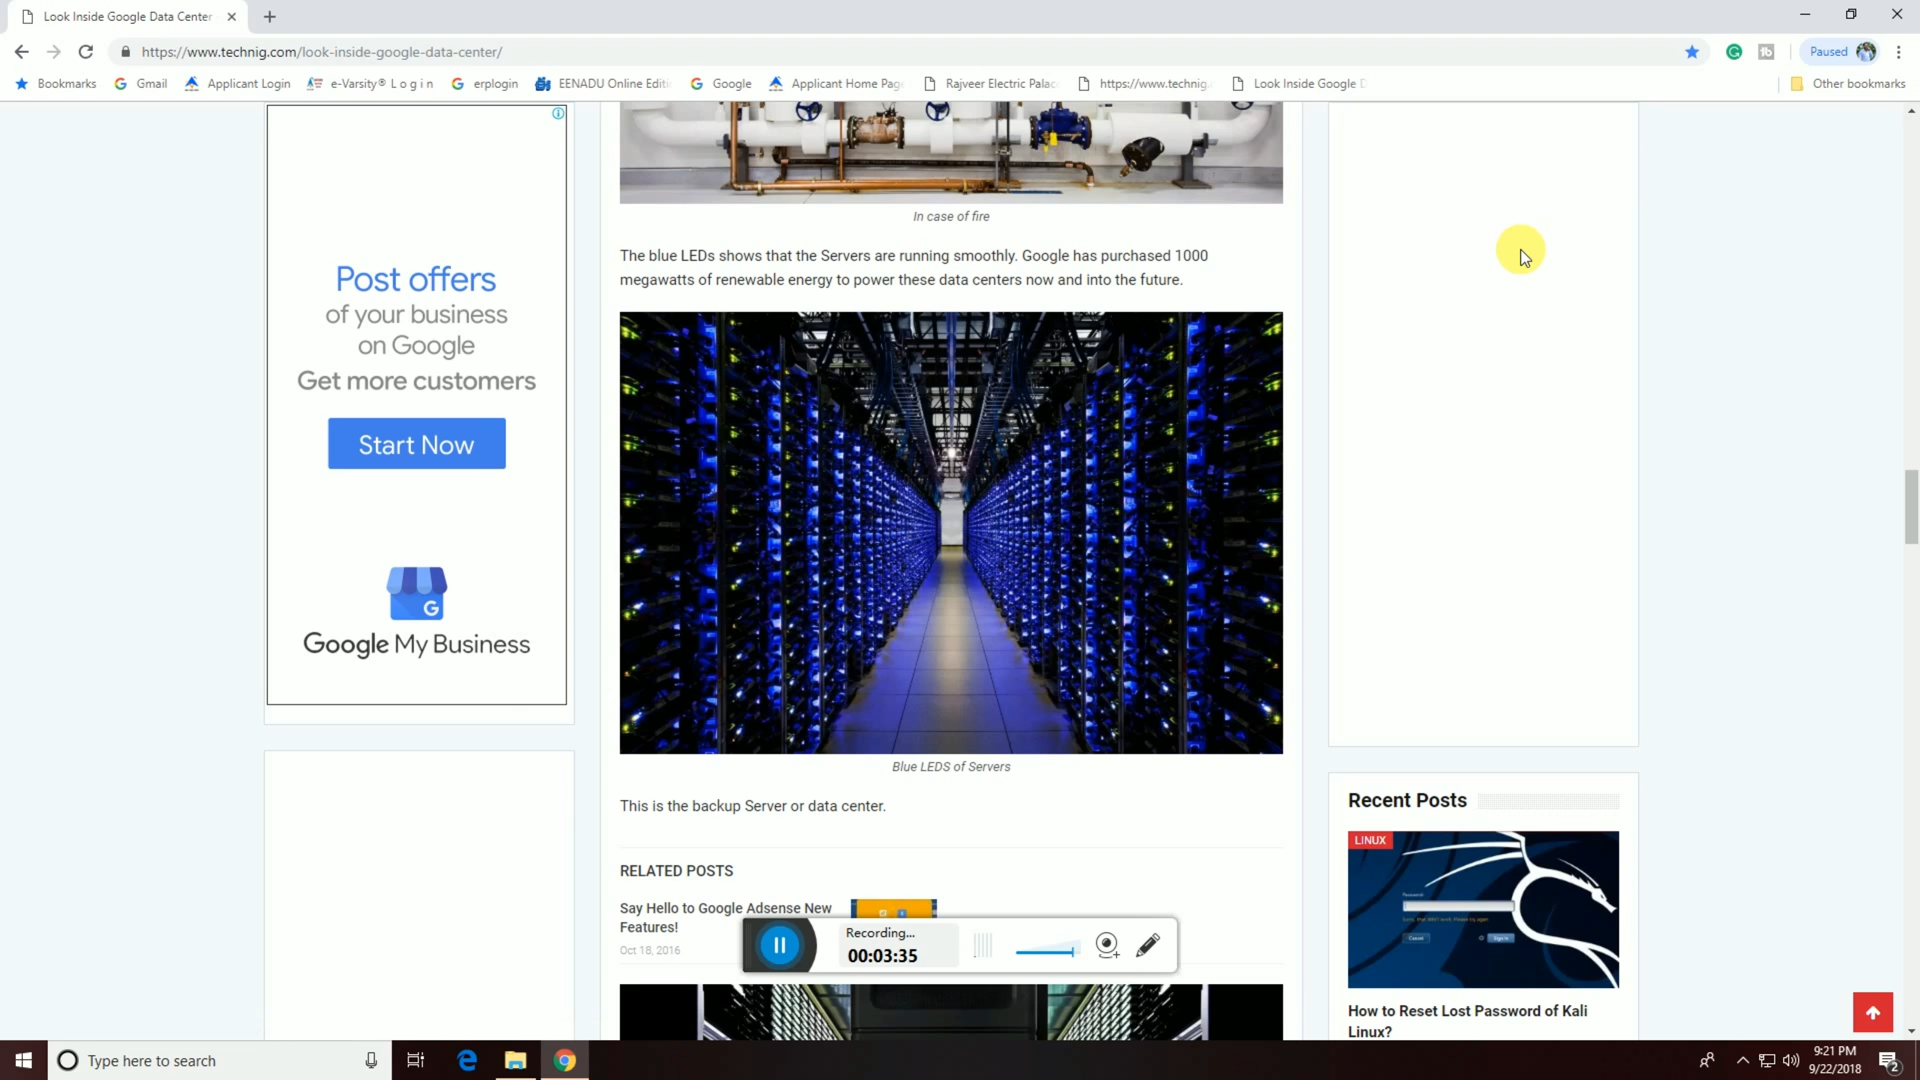 Look Inside Google Data Center
https://www.technig.com/look-inside-google-data-center/
Paused
Bookmarks
Gmail
Applicant Login
e-Varsity® L o g i n
erplogin
EENADU Online Editi
Google
Applicant Home Page
Rajveer Electric Palac
https://www.technig.c
Look Inside Google D
Other bookmarks
Post offers
of your business
on Google
Get more customers
Start Now
G
Google My Business
In case of fire
The blue LEDs shows that the Servers are running smoothly. Google has purchased 1000
megawatts of renewable energy to power these data centers now and into the future.
Blue LEDS of Servers
This is the backup Server or data center.
RELATED POSTS
Say Hello to Google Adsense New
Features!
Oct 18, 2016
Recording...
00:03:35
Recent Posts
LINUX
How to Reset Lost Password of Kali
Linux?
Type here to search
9:21 PM
9/22/2018
2